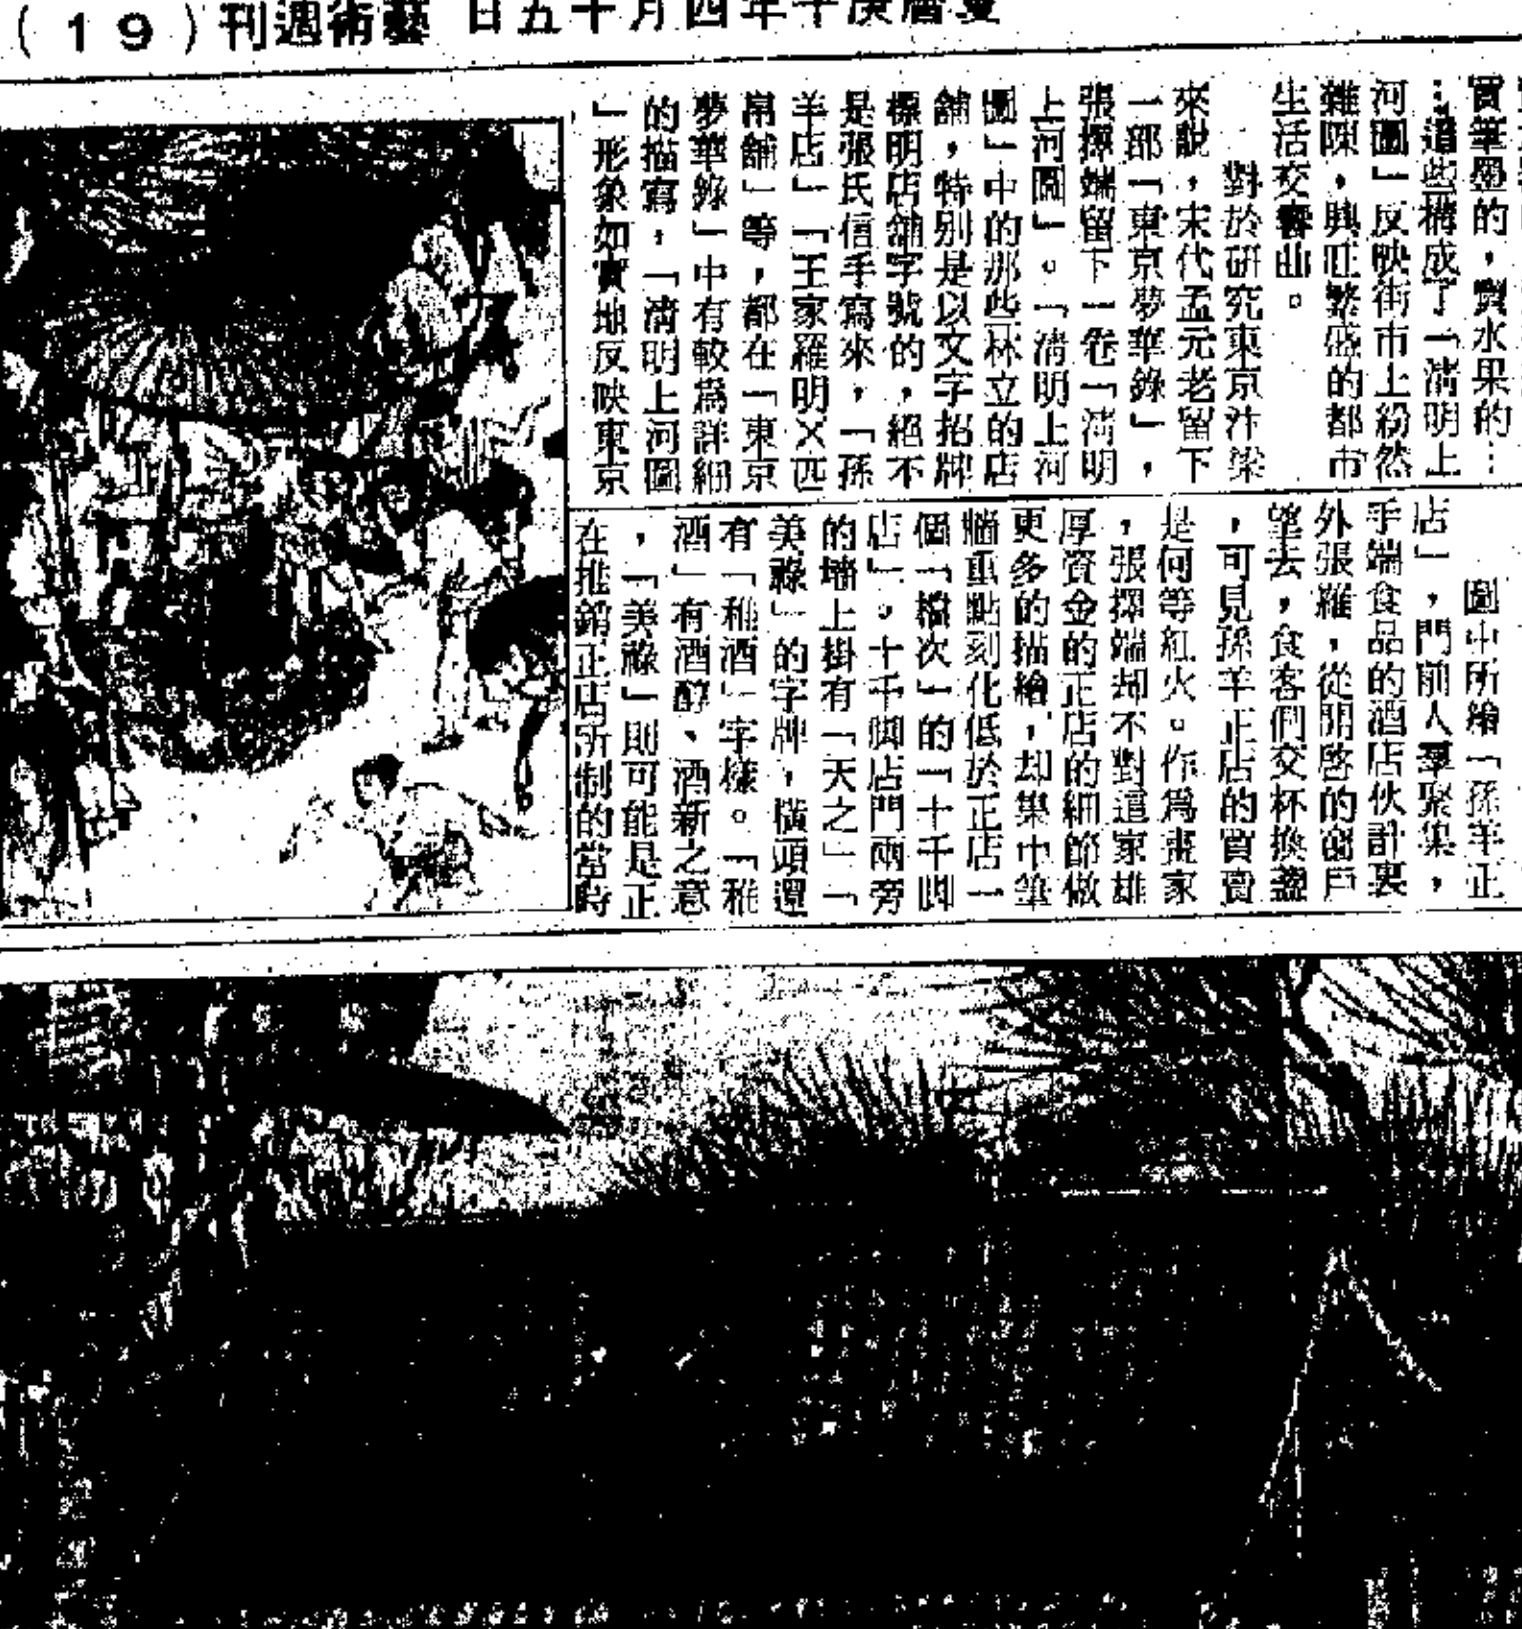 (19)刊週術藝 日五十月四年午庚曆夏
實筆墨的，賣水果的…
…這些構成了「清明上
河圖」反映街市上紛然
雜陳，興旺繁盛的都市
生活交響曲。
對於研究東京汴梁
來說，宋代孟元老留下
一部「東京夢華錄」，
張擇端留下一卷「清明
上河圖」。「清明上河
圖」中的那些林立的店
舖，特別是以文字招牌
標明店舖字號的，絕不
是張氏信手寫來，「孫
羊店」「王家羅明X匹
帛舖」等，都在「東京
夢華錄」中有較為詳細
的描寫，「清明上河圖
」形象如實地反映東京
圖中所繪「孫羊正
店」，門前人羣聚集，
手端食品的酒店伙計裏
外張羅，從開啓的窗戶
望去，食客們交杯換盞
，可見孫羊正店的買賣
是何等紅火。作爲畫家
，張擇端却不對這家雄
厚資金的正店的細節做
更多的描繪，却集中筆
腦重點刻化低於正店一
個「檔次」的「十千脚
店」。十千脚店門兩旁
的墻上掛有「天之」「
美祿」的字牌，橫頭還
有「稚酒」字樣。「稚
酒」有酒醇、酒新之意
，「美祿」則可能是正
在推銷正店所制的當時